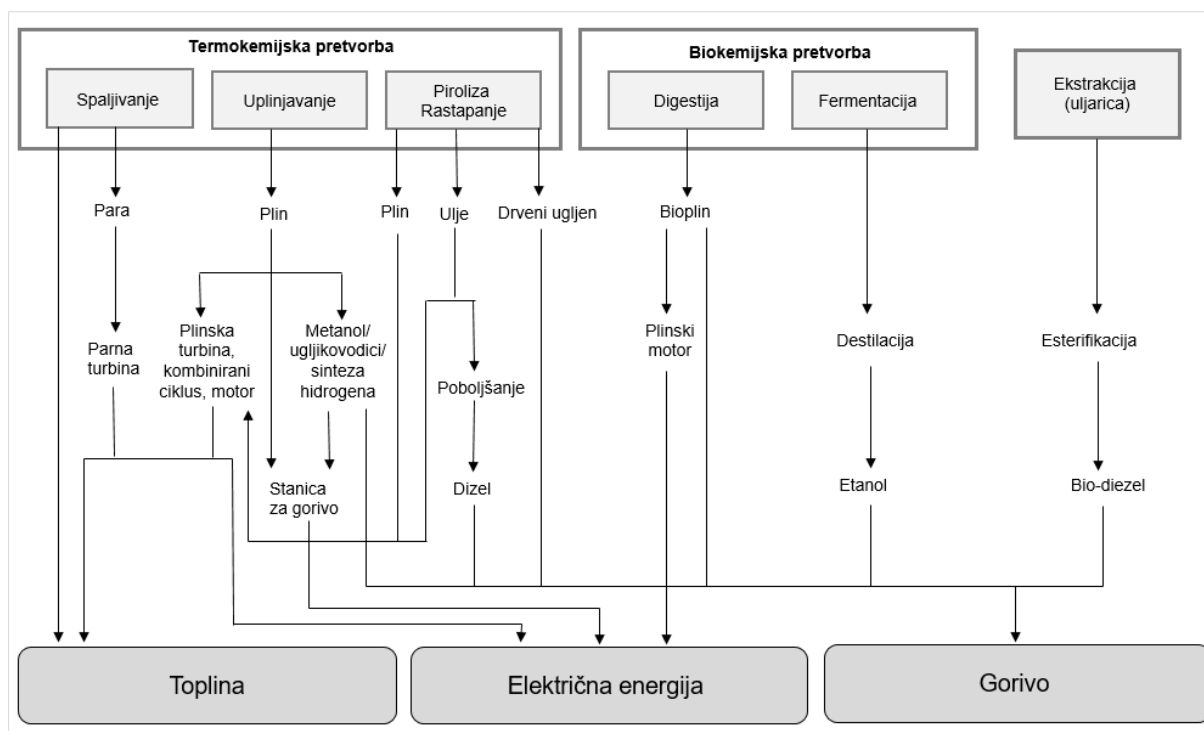 Termokemijska pretvorba
Biokemijska pretvorba
Spaljivanje
Uplinjavanje
Piroliza
Rastapanje
Digestija
Fermentacija
Ekstrakcija
(uljarica)
Para
Plin
Plin
Ulje
Drveni ugljen
Bioplin
Parna
turbina
Plinska
turbina,
kombinirani
ciklus, motor
Metanol/
ugljikovodici/
sinteza
hidrogena
Poboljšanje
Plinski
motor
Destilacija
Esterifikacija
Stanica
za gorivo
Dizel
Etanol
Bio-diezel
Toplina
Električna energija
Gorivo